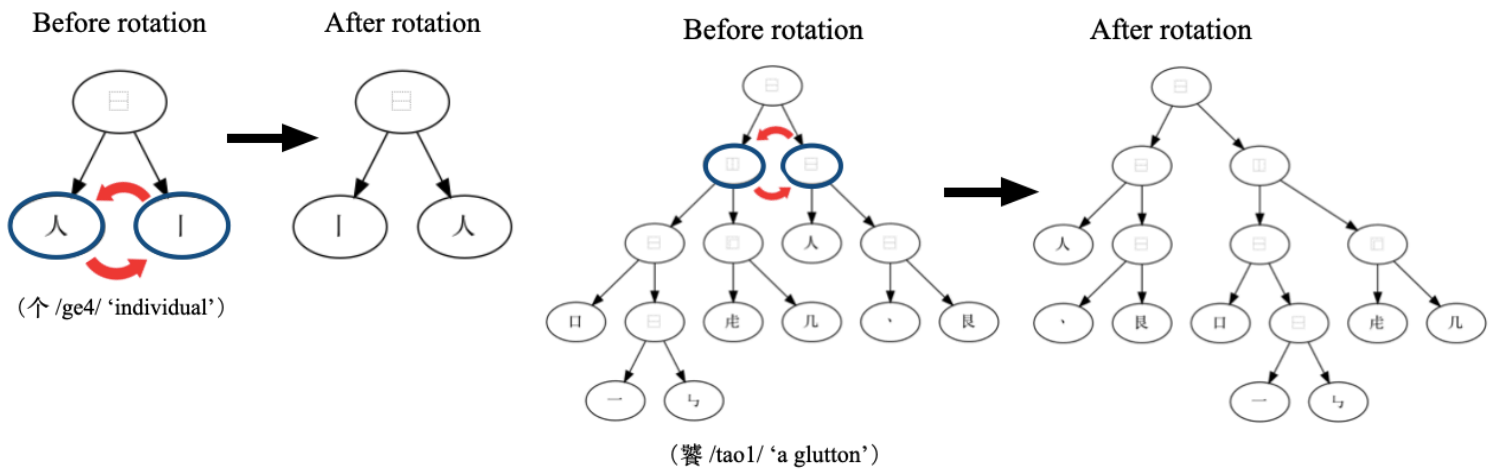 Before rotation
After rotation
⿱
⿱
人
丨
丨
人
(个 /ge4/ ‘individual’)
Before rotation
After rotation
⿱
⿰
⿱
⿱
⿸
人
⿱
口
⿱
虍
几
丶
艮
一
㇉
(饕 /tao1/ ‘a glutton’)
⿱
⿱
⿰
人
⿱
⿱
⿸
丶
艮
口
⿱
虍
几
一
㇉